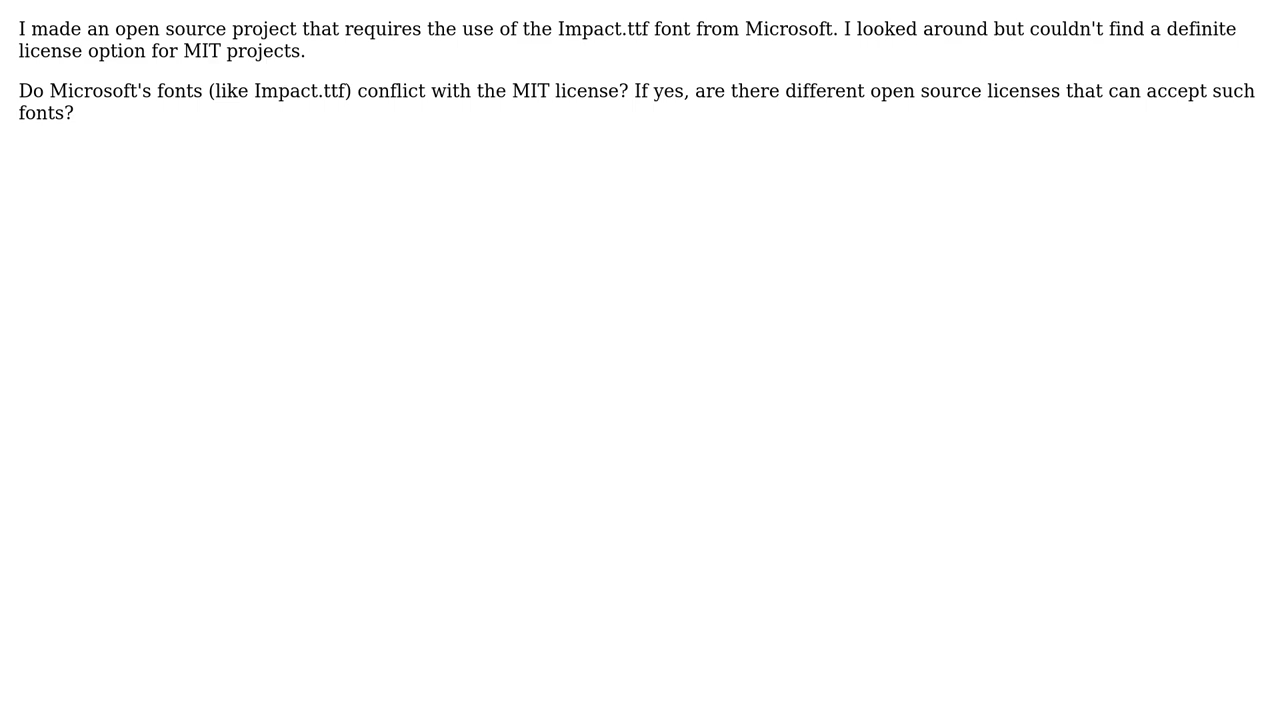 I made an open source project that requires the use of the Impact.ttf font from Microsoft. I looked around but couldn't find a definite
license option for MIT projects.
Do Microsoft's fonts (like Impact.ttf) conflict with the MIT license? If yes, are there different open source licenses that can accept such
fonts?